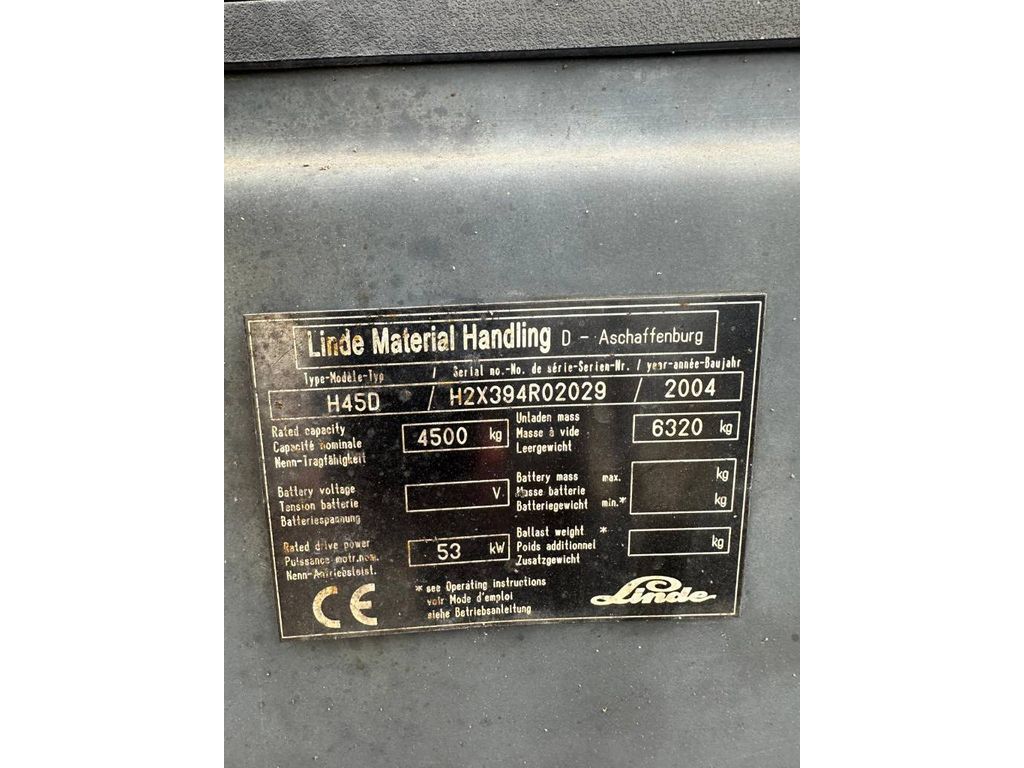 Linde Material Handling D - Aschaffenburg
Type-Modèle-Typ / Serial no.-No. de série-Serien-Nr. / year-année-Baujahr
H45D / H2X394R02029 / 2004
Rated capacity
Capacité nominale
Nenn-Tragfähigkeit
4500 kg
Unladen mass
Masse à vide
Leergewicht
6320 kg
Battery voltage
Tension batterie
Batteriespannung
V
Battery mass max. kg
Masse batterie
Batteriegewicht min.* kg
Rated drive power
Puissance motr.nom.
Nenn-Antriebsleist.
53 kW
Ballast weight *
Poids additionnel
Zusatzgewicht
kg
CE
* see Operating instructions
voir Mode d'emploi
siehe Betriebsanleitung
Linde